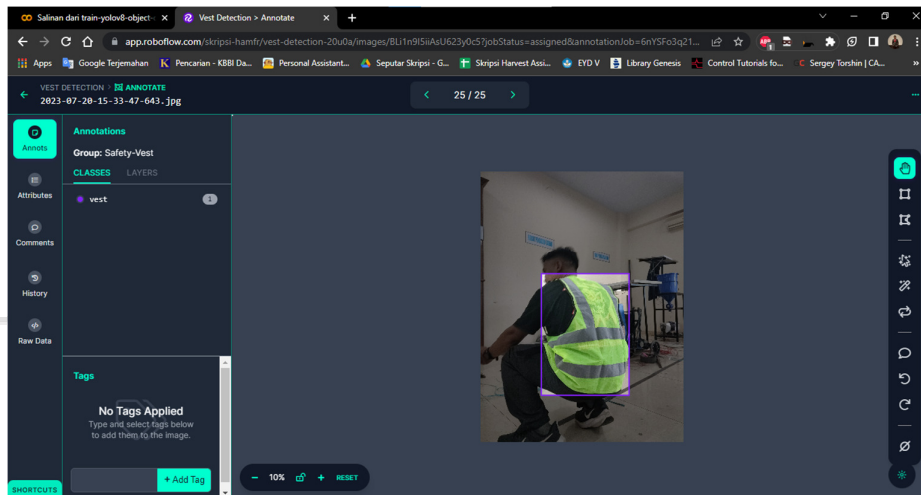 Salinan dari train-yolov8-object-
Vest Detection > Annotate
app.roboflow.com/skripsi-hamfr/vest-detection-20u0a/images/BLi1n9I5iiAsU623y0c5?jobStatus=assigned&annotationJob=6nYSFo3q21...
Apps
Google Terjemahan
Pencarian - KBBI Da...
Personal Assistant...
Seputar Skripsi - G...
Skripsi Harvest Assi...
EYD V
Library Genesis
Control Tutorials fo...
Sergey Torshin | CA...
VEST DETECTION > ANNOTATE
2023-07-20-15-33-47-643.jpg
25 / 25
Annots
Attributes
Comments
History
Raw Data
Annotations
Group: Safety-Vest
CLASSES LAYERS
vest 1
Tags
No Tags Applied
Type and select tags below
to add them to the image.
+ Add Tag
SHORTCUTS
- 10% + RESET